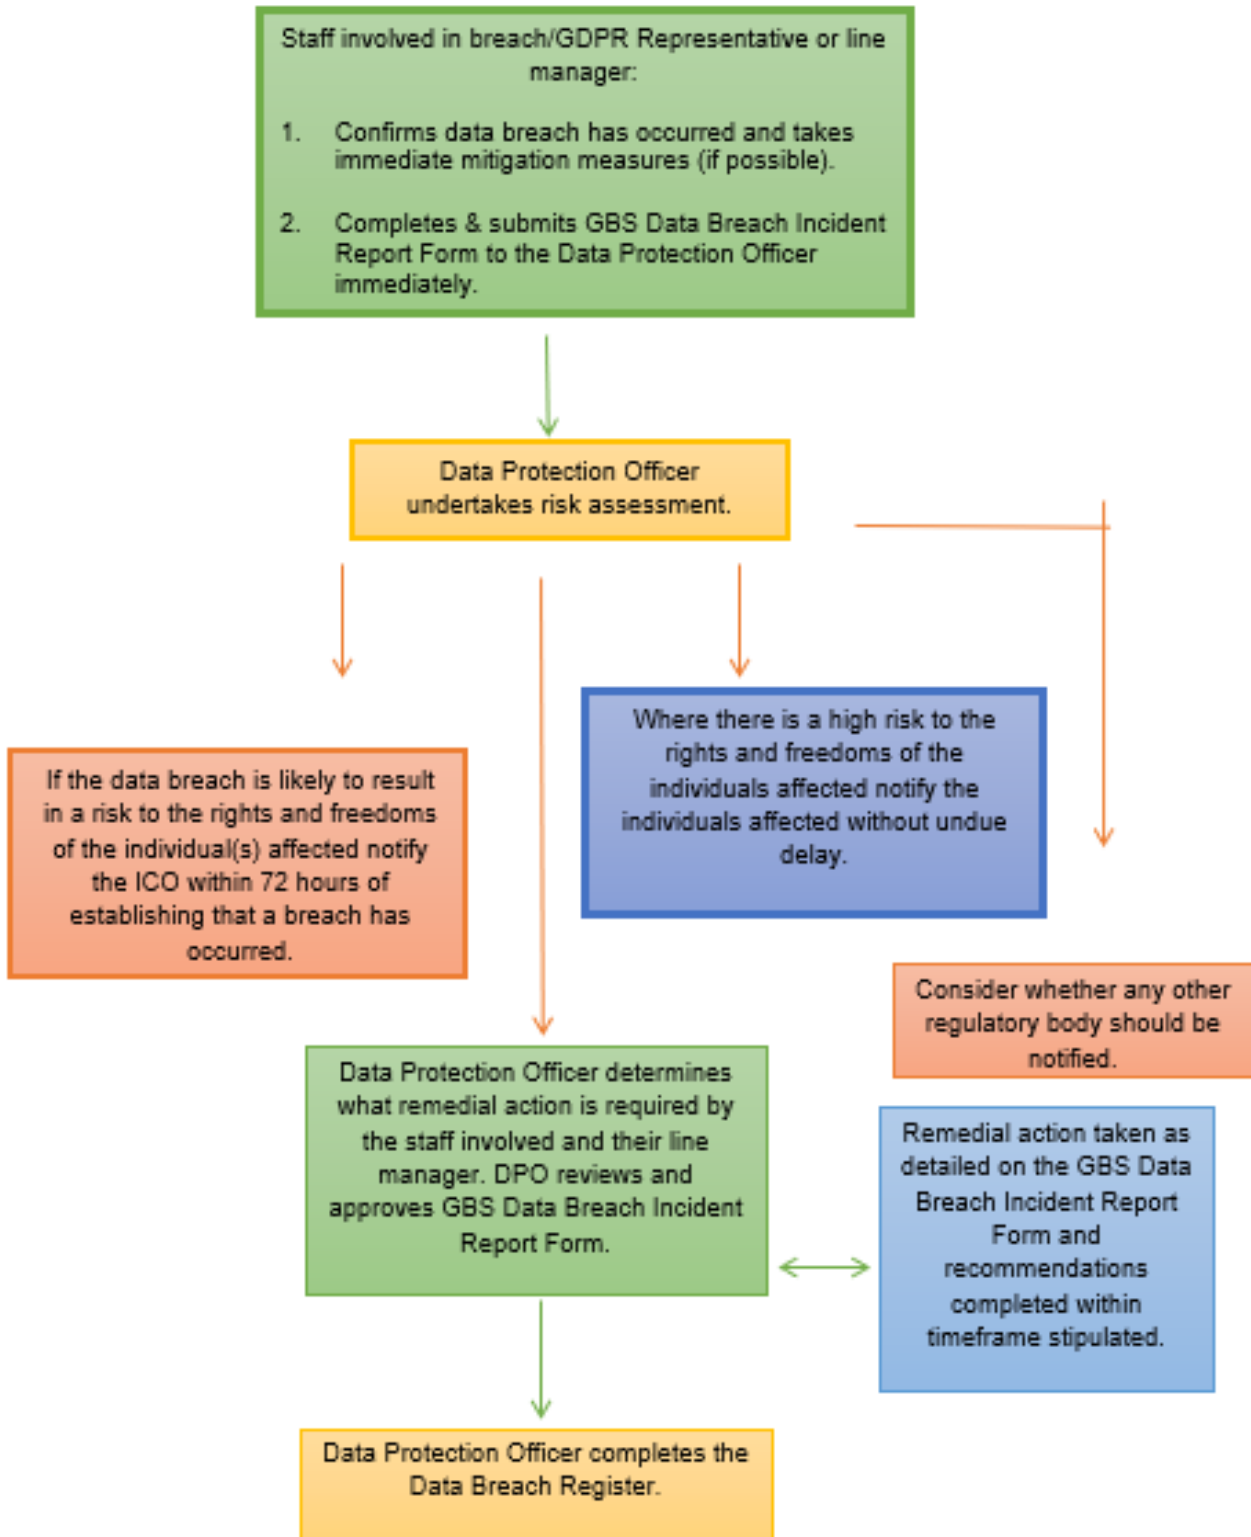 Staff involved in breach/GDPR Representative or line
manager:
1. Confirms data breach has occurred and takes
immediate mitigation measures (if possible).
2. Completes & submits GBS Data Breach Incident
Report Form to the Data Protection Officer
immediately.
Data Protection Officer
undertakes risk assessment.
If the data breach is likely to result
in a risk to the rights and freedoms
of the individual(s) affected notify
the ICO within 72 hours of
establishing that a breach has
occurred.
Where there is a high risk to the
rights and freedoms of the
individuals affected notify the
individuals affected without undue
delay.
Consider whether any other
regulatory body should be
notified.
Data Protection Officer determines
what remedial action is required by
the staff involved and their line
manager. DPO reviews and
approves GBS Data Breach Incident
Report Form.
Remedial action taken as
detailed on the GBS Data
Breach Incident Report
Form and
recommendations
completed within
timeframe stipulated.
Data Protection Officer completes the
Data Breach Register.